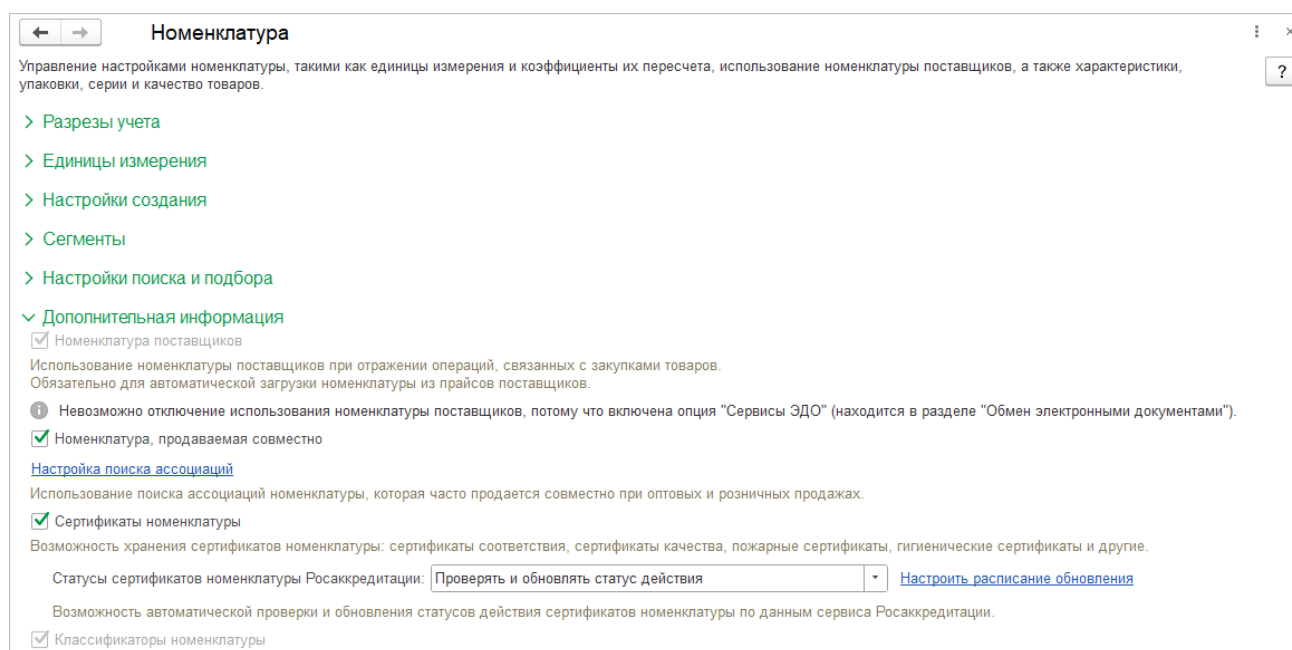 Номенклатура
Управление настройками номенклатуры, такими как единицы измерения и коэффициенты их пересчета, использование номенклатуры поставщиков, а также характеристики,
упаковки, серии и качество товаров.
?
Разрезы учета
Единицы измерения
Настройки создания
Сегменты
Настройки поиска и подбора
Дополнительная информация
Номенклатура поставщиков
Использование номенклатуры поставщиков при отражении операций, связанных с закупками товаров.
Обязательно для автоматической загрузки номенклатуры из прайсов поставщиков.
Невозможно отключение использования номенклатуры поставщиков, потому что включена опция "Сервисы ЭДО" (находится в разделе "Обмен электронными документами").
Номенклатура, продаваемая совместно
Настройка поиска ассоциаций
Использование поиска ассоциаций номенклатуры, которая часто продается совместно при оптовых и розничных продажах.
Сертификаты номенклатуры
Возможность хранения сертификатов номенклатуры: сертификаты соответствия, сертификаты качества, пожарные сертификаты, гигиенические сертификаты и другие.
Статусы сертификатов номенклатуры Росаккредитации: Проверять и обновлять статус действия Настроить расписание обновления
Возможность автоматической проверки и обновления статусов действия сертификатов номенклатуры по данным сервиса Росаккредитации.
Классификаторы номенклатуры